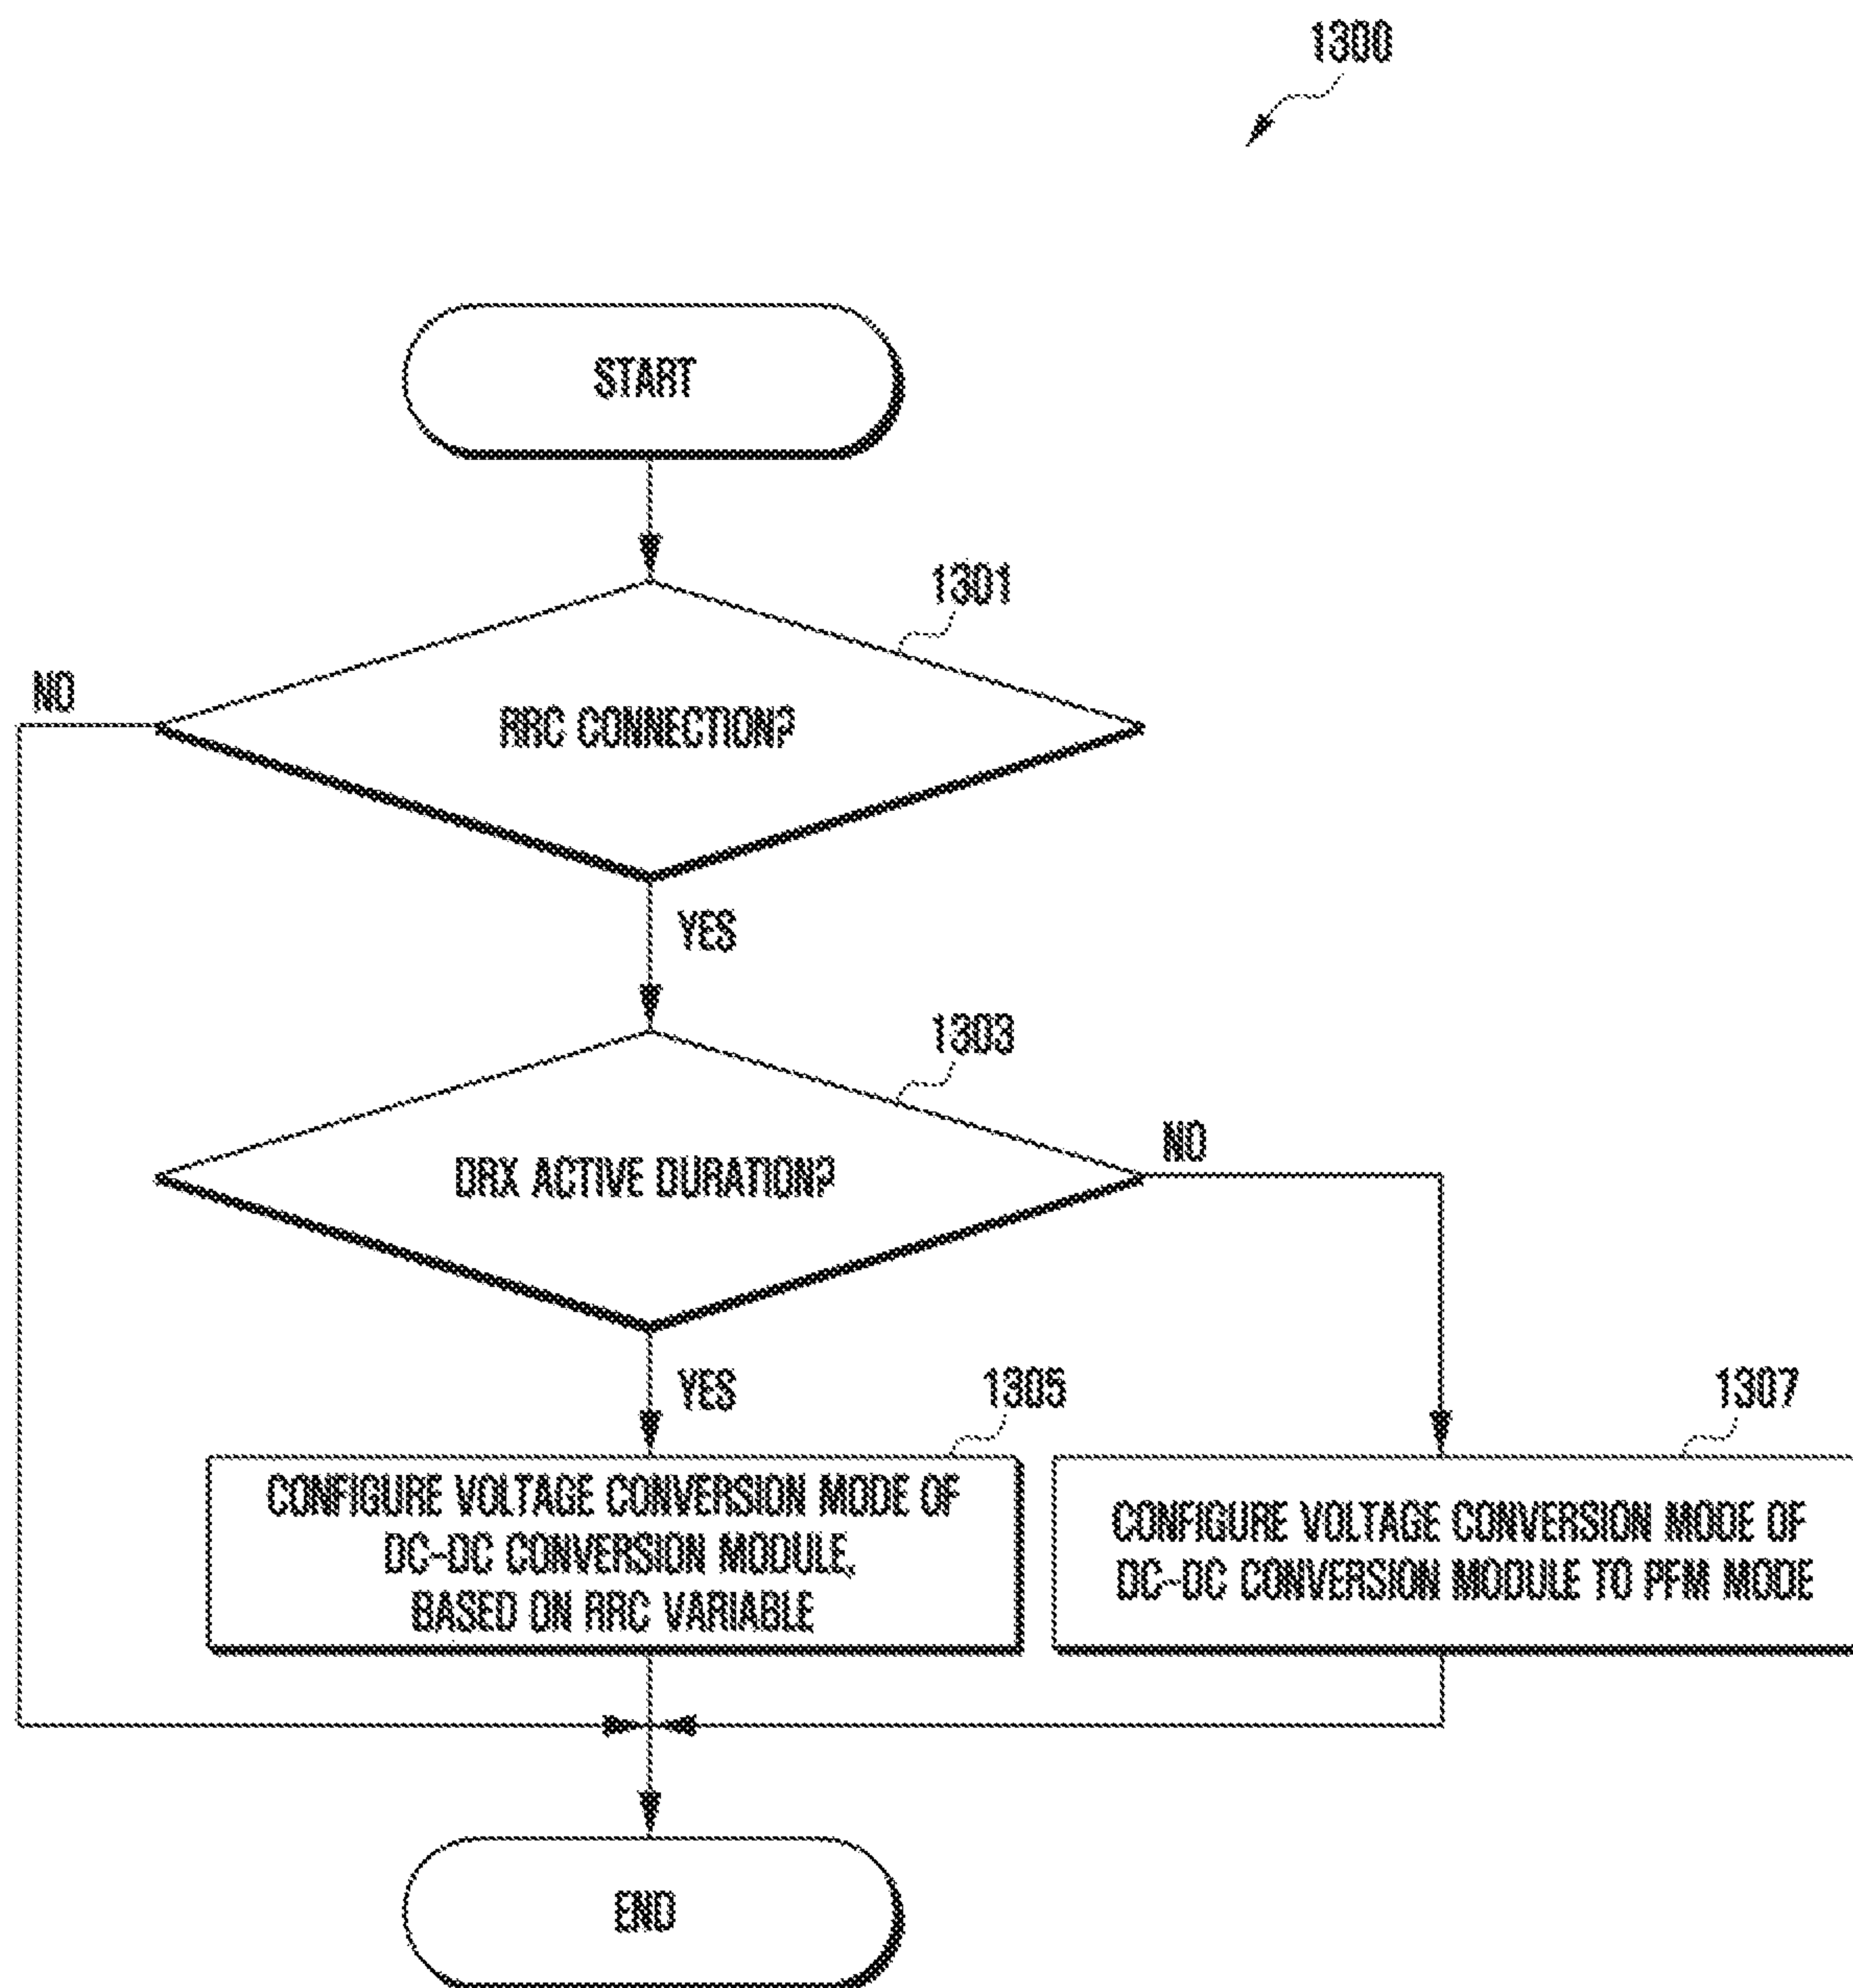 1300
START
1301
NO
RRC CONNECTION?
YES
1303
NO
DRX ACTIVE DURATION?
YES
1305
1307
CONFIGURE VOLTAGE CONVERSION MODE OF
DC-DC CONVERSION MODULE,
BASED ON RRC VARIABLE
CONFIGURE VOLTAGE CONVERSION MODE OF
DC-DC CONVERSION MODULE TO PFM MODE
END